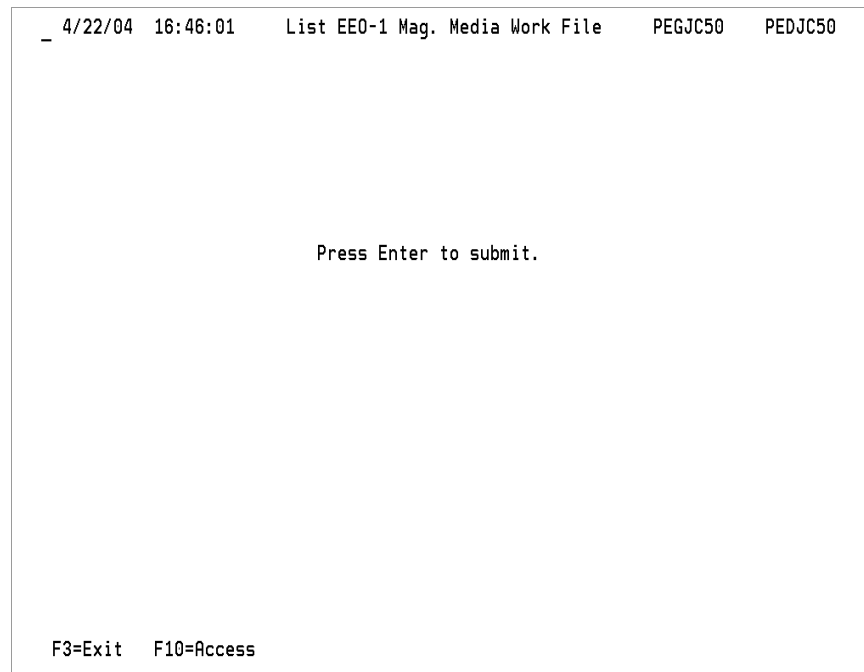 _ 4/22/04 16:46:01 List EEO-1 Mag. Media Work File PEGJC50 PEDJC50
Press Enter to submit.
F3=Exit F10=Access